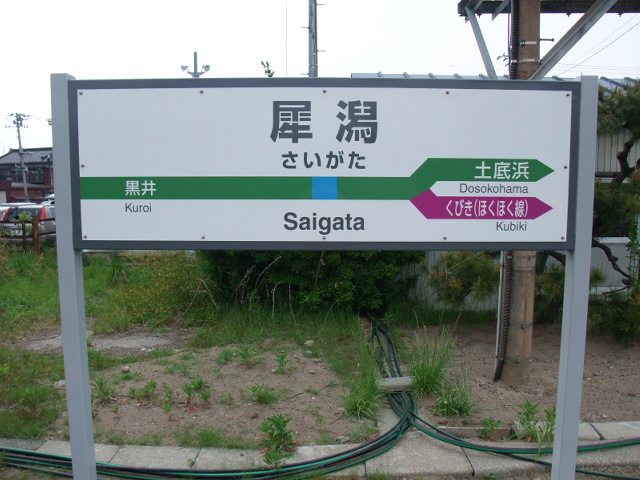 犀潟
さいがた
黒井
Kuroi
Saigata
土底浜
Dosokohama
くびき(ほくほく線)
Kubiki